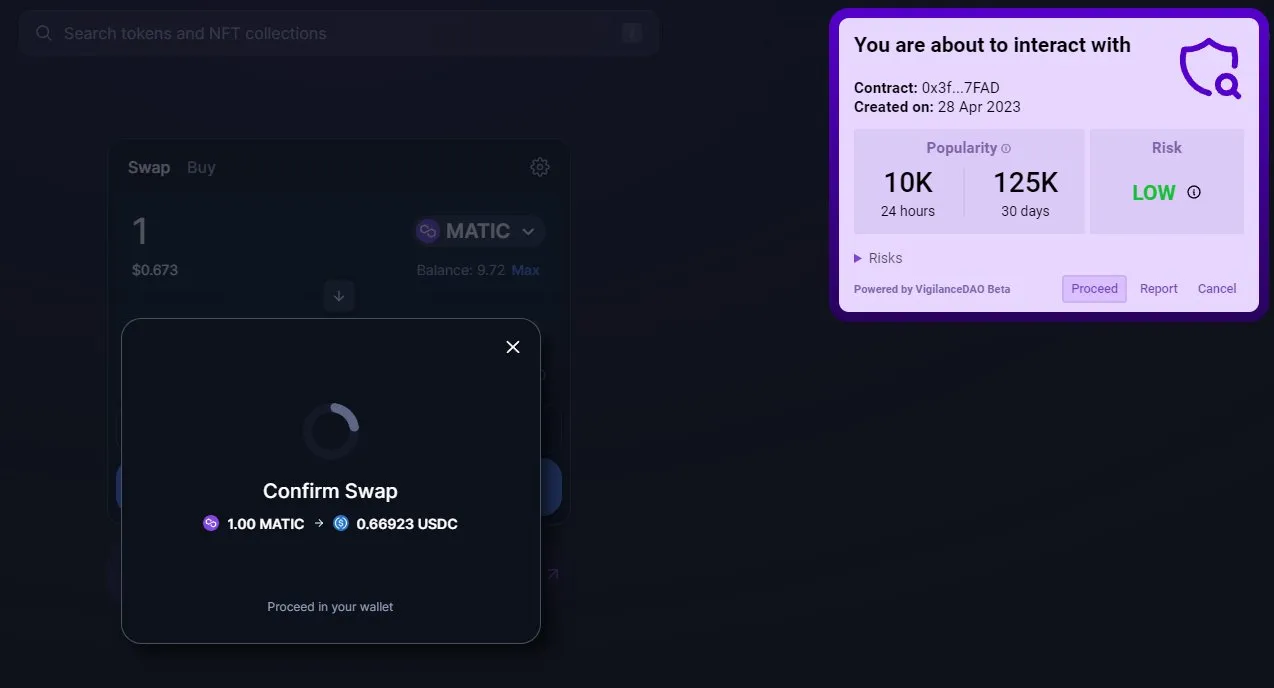 Search tokens and NFT collections
/
Swap Buy
1 MATIC
$0.673 Balance: 9.72 Max
Confirm Swap
1.00 MATIC → 0.66923 USDC
Proceed in your wallet
You are about to interact with
Contract: 0x3f...7FAD
Created on: 28 Apr 2023
Popularity
10K 125K
24 hours 30 days
Risk
LOW
Risks
Powered by VigilanceDAO Beta
Proceed Report Cancel